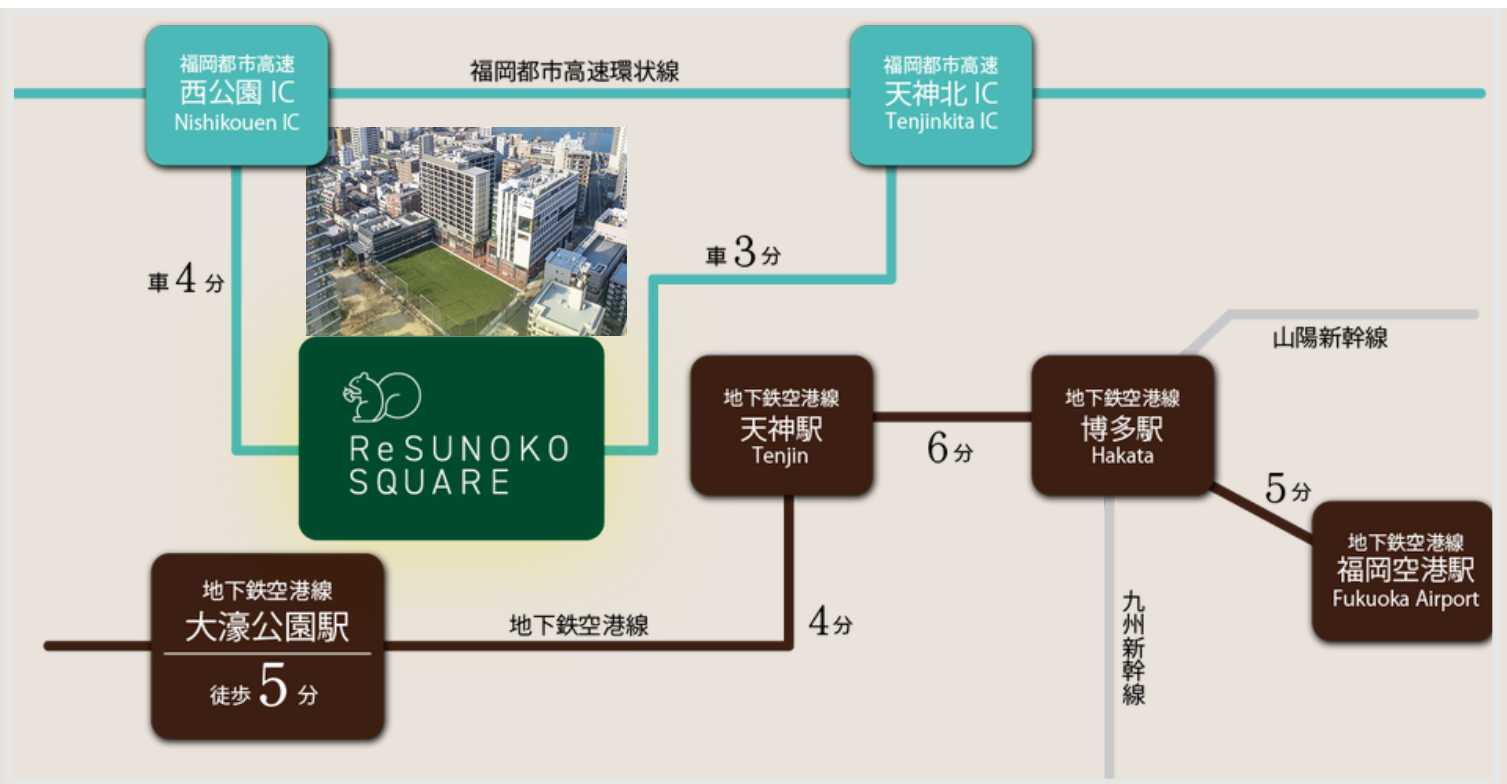 福岡都市高速
西公園 IC
Nishikouen IC
福岡都市高速環状線
福岡都市高速
天神北 IC
Tenjinkita IC
車 4 分
車 3 分
山陽新幹線
ReSUNOKO
SQUARE
地下鉄空港線
天神駅
Tenjin
6 分
地下鉄空港線
博多駅
Hakata
5 分
地下鉄空港線
福岡空港駅
Fukuoka Airport
地下鉄空港線
大濠公園駅
徒歩 5 分
地下鉄空港線
4 分
九州新幹線